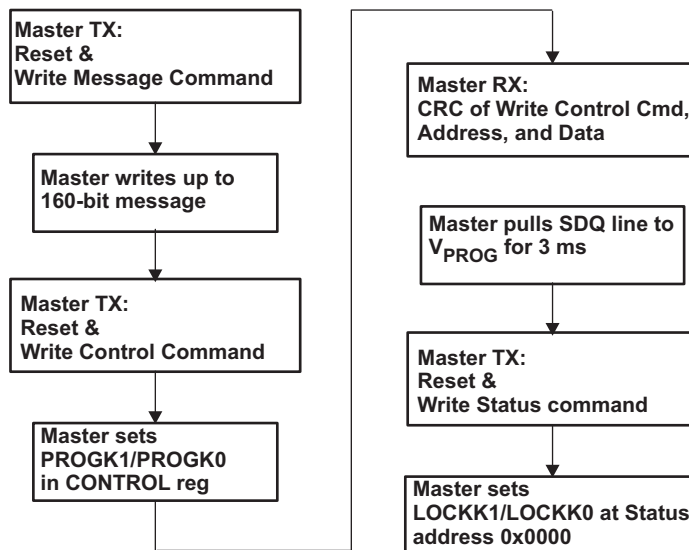 Master TX:
Reset &
Write Message Command
Master writes up to
160-bit message
Master TX:
Reset &
Write Control Command
Master sets
PROGK1/PROGK0
in CONTROL reg
Master RX:
CRC of Write Control Cmd,
Address, and Data
Master pulls SDQ line to
VPROG for 3 ms
Master TX:
Reset &
Write Status command
Master sets
LOCKK1/LOCKK0 at Status
address 0x0000